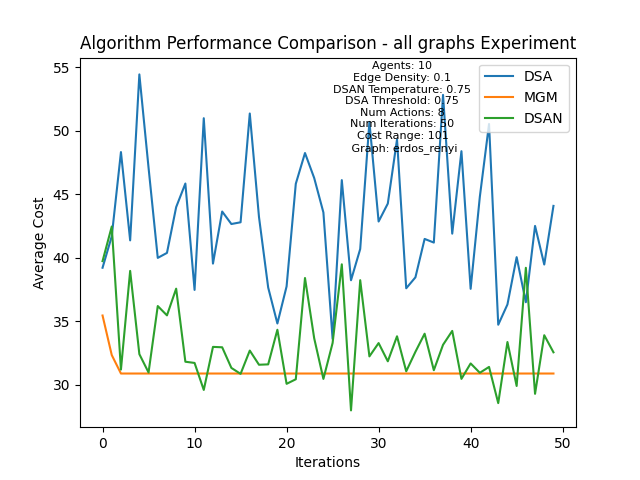 Algorithm Performance Comparison - all graphs Experiment
Agents: 10
Edge Density: 0.1
DSAN Temperature: 0.75
DSA Threshold: 0.75
Num Actions: 8
Num Iterations: 50
Cost Range: 101
Graph: erdos_renyi
DSA
MGM
DSAN
Average Cost
55
50
45
40
35
30
0 10 20 30 40 50
Iterations